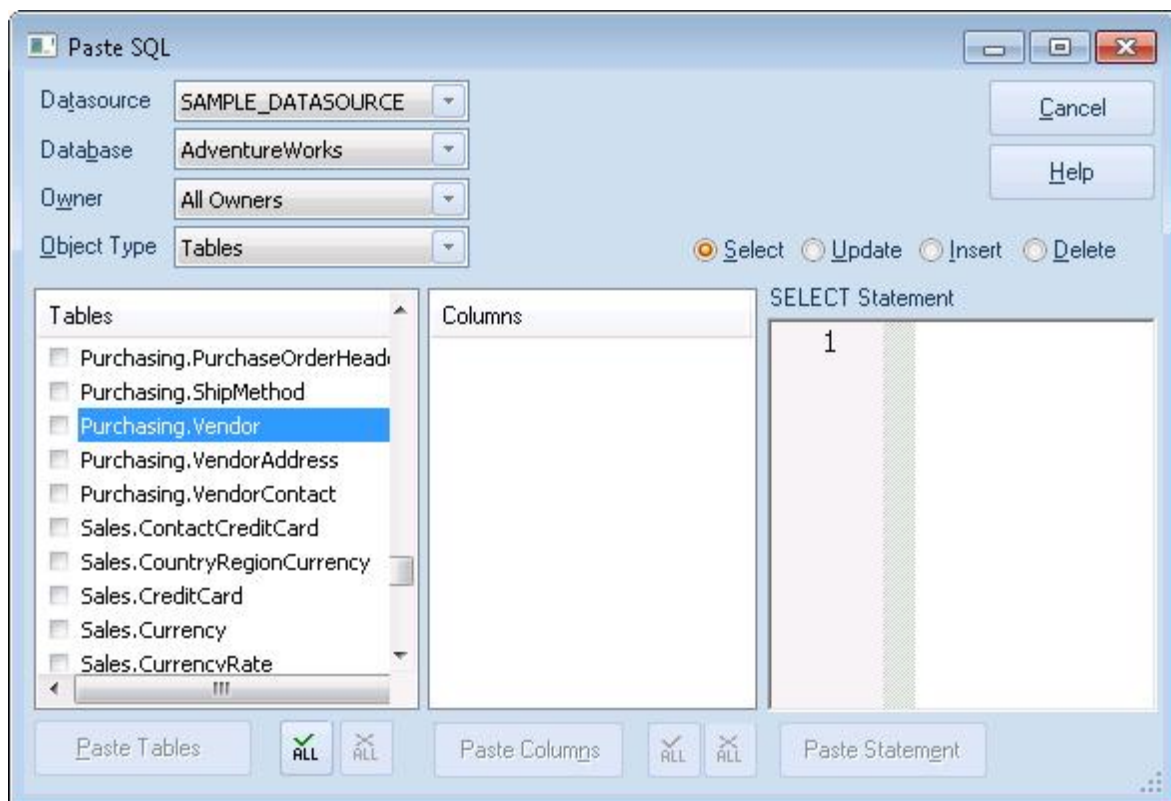 Paste SQL
Datasource SAMPLE_DATASOURCE Cancel
Database AdventureWorks
Help
Owner All Owners
Object Type Tables Select Update Insert Delete
SELECT Statement
Tables Columns
1
Purchasing.PurchaseOrderHeade
Purchasing.ShipMethod
Purchasing.Vendor
Purchasing.VendorAddress
Purchasing.VendorContact
Sales.ContactCreditCard
Sales.CountryRegionCurrency
Sales.CreditCard
Sales.Currency
Sales.CurrencyRate
Paste Tables ALL ALL Paste Columns ALL ALL Paste Statement